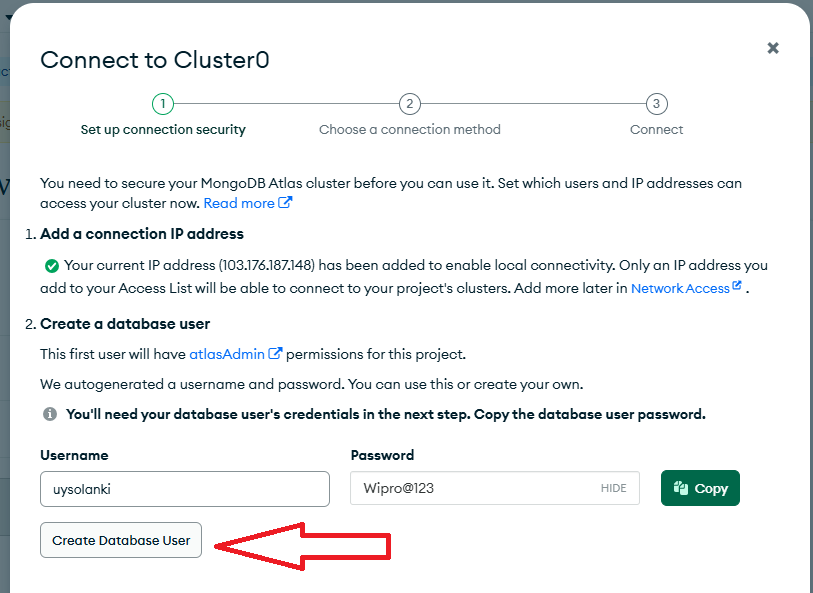 Connect to Cluster0
1
2
3
Set up connection security
Choose a connection method
Connect
You need to secure your MongoDB Atlas cluster before you can use it. Set which users and IP addresses can
access your cluster now. Read more
1. Add a connection IP address
Your current IP address (103.176.187.148) has been added to enable local connectivity. Only an IP address you
add to your Access List will be able to connect to your project's clusters. Add more later in Network Access .
2. Create a database user
This first user will have atlasAdmin permissions for this project.
We autogenerated a username and password. You can use this or create your own.
You'll need your database user's credentials in the next step. Copy the database user password.
Username
Password
uysolanki
Wipro@123
HIDE
Copy
Create Database User